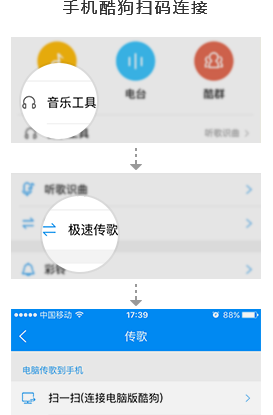 手机酷狗扫码连接
电台
酷群
音乐工具
工具
听歌识曲
听歌识曲
极速传歌
彩铃
中国移动
17:39
88%
传歌
电脑传歌到手机
扫一扫(连接电脑版酷狗)